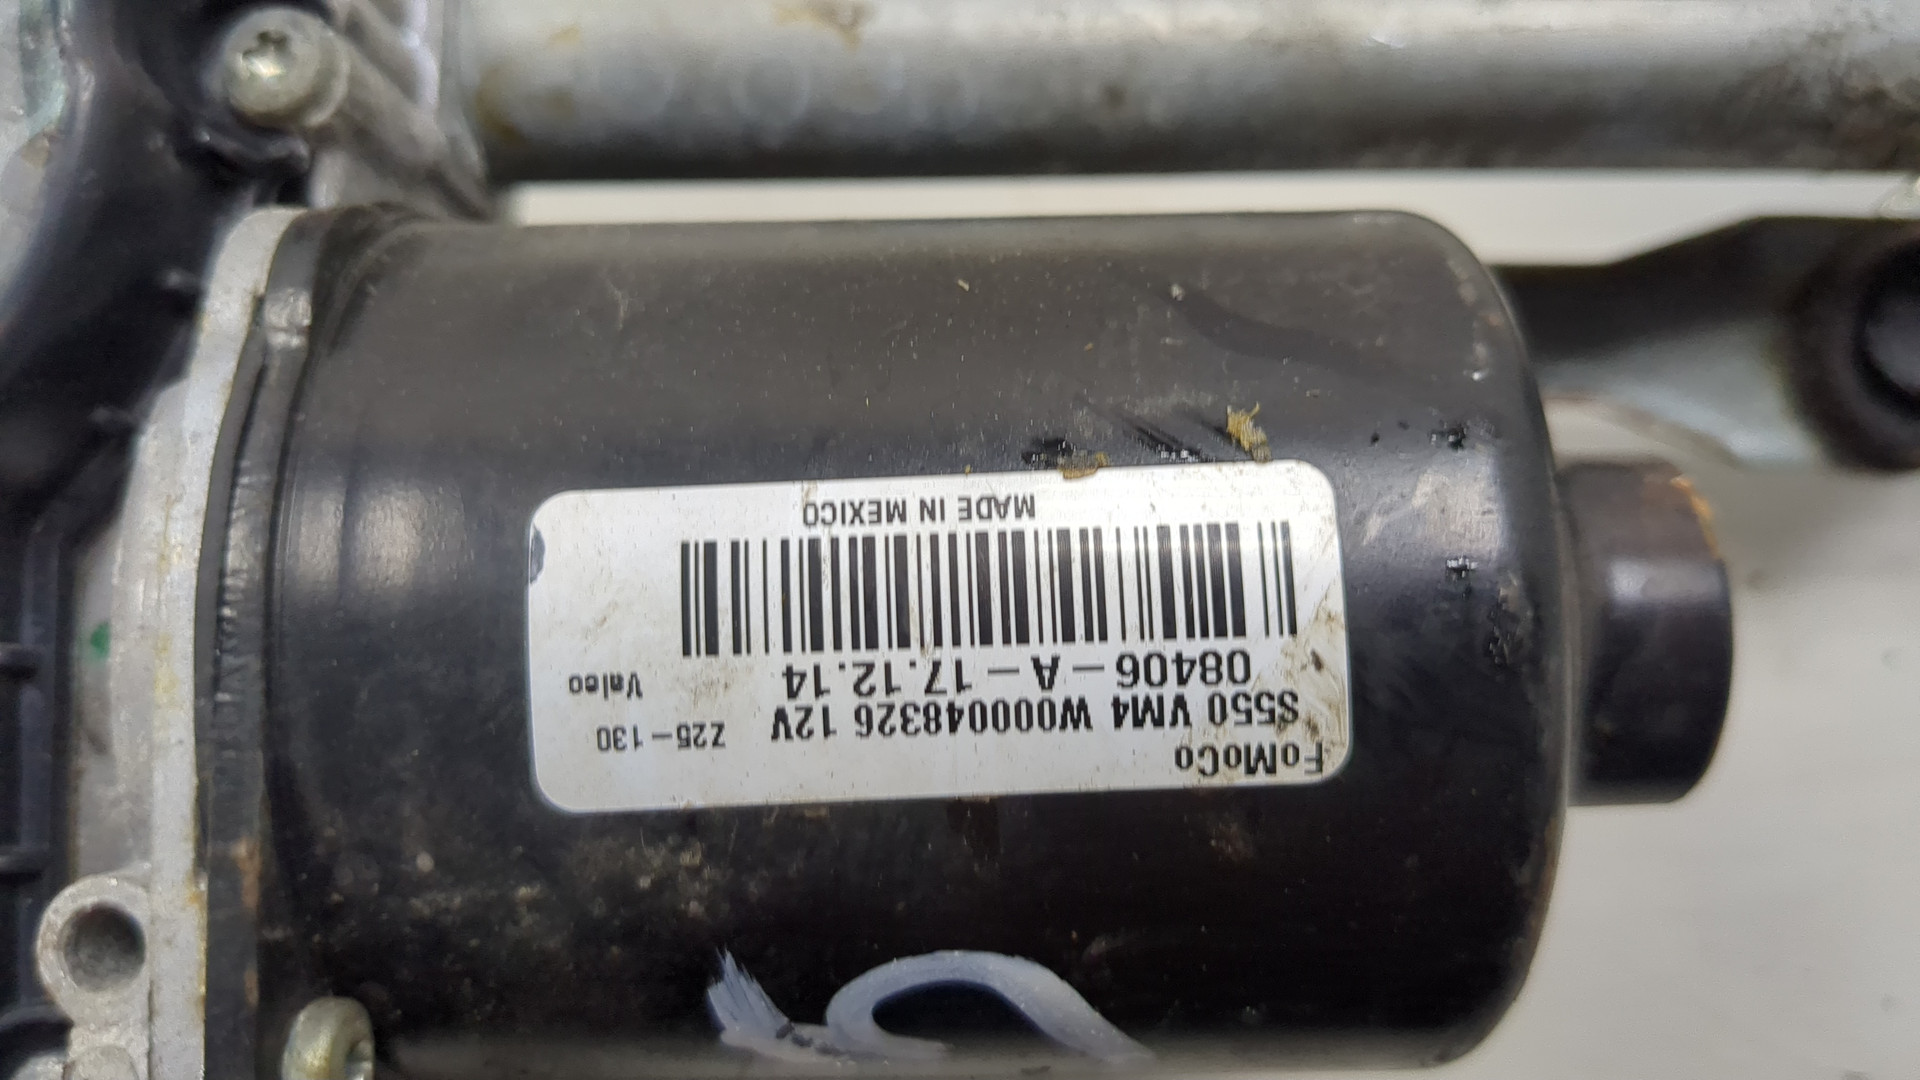 FoMoCo
S550 VM4 W000048326 12V Z25-130
08406-A-17.12.14 Valeo
MADE IN MEXICO